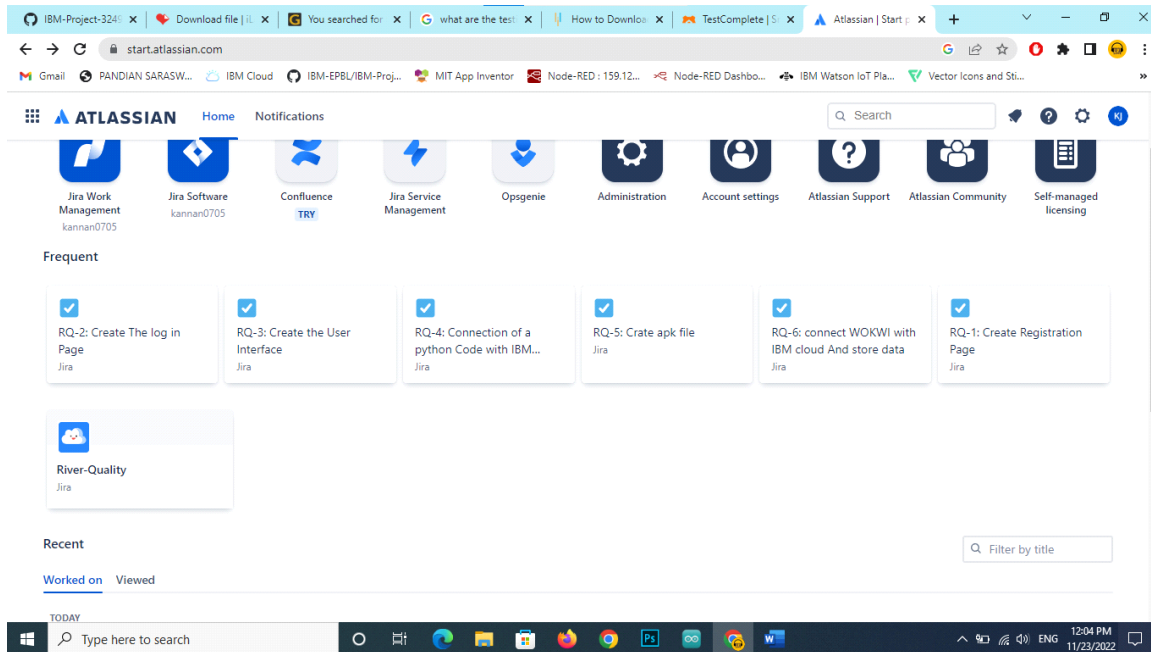 IBM-Project-3249
Download file | iL
You searched for
what are the test
How to Downloa
TestComplete | S
Atlassian | Start p
start.atlassian.com
Gmail PANDIAN SARASW... IBM Cloud IBM-EPBL/IBM-Proj... MIT App Inventor Node-RED : 159.12... Node-RED Dashbo... IBM Watson IoT Pla... Vector Icons and Sti... »
ATLASSIAN Home Notifications Search KJ
Jira Work
Management
kannan0705
Jira Software
kannan0705
Confluence
TRY
Jira Service
Management
Opsgenie
Administration
Account settings
Atlassian Support
Atlassian Community
Self-managed
licensing
Frequent
RQ-2: Create The log in
Page
Jira
RQ-3: Create the User
Interface
Jira
RQ-4: Connection of a
python Code with IBM...
Jira
RQ-5: Crate apk file
Jira
RQ-6: connect WOKWI with
IBM cloud And store data
Jira
RQ-1: Create Registration
Page
Jira
River-Quality
Jira
Recent
Filter by title
Worked on Viewed
TODAY
Type here to search
Ps
W
ENG
12:04 PM
11/23/2022